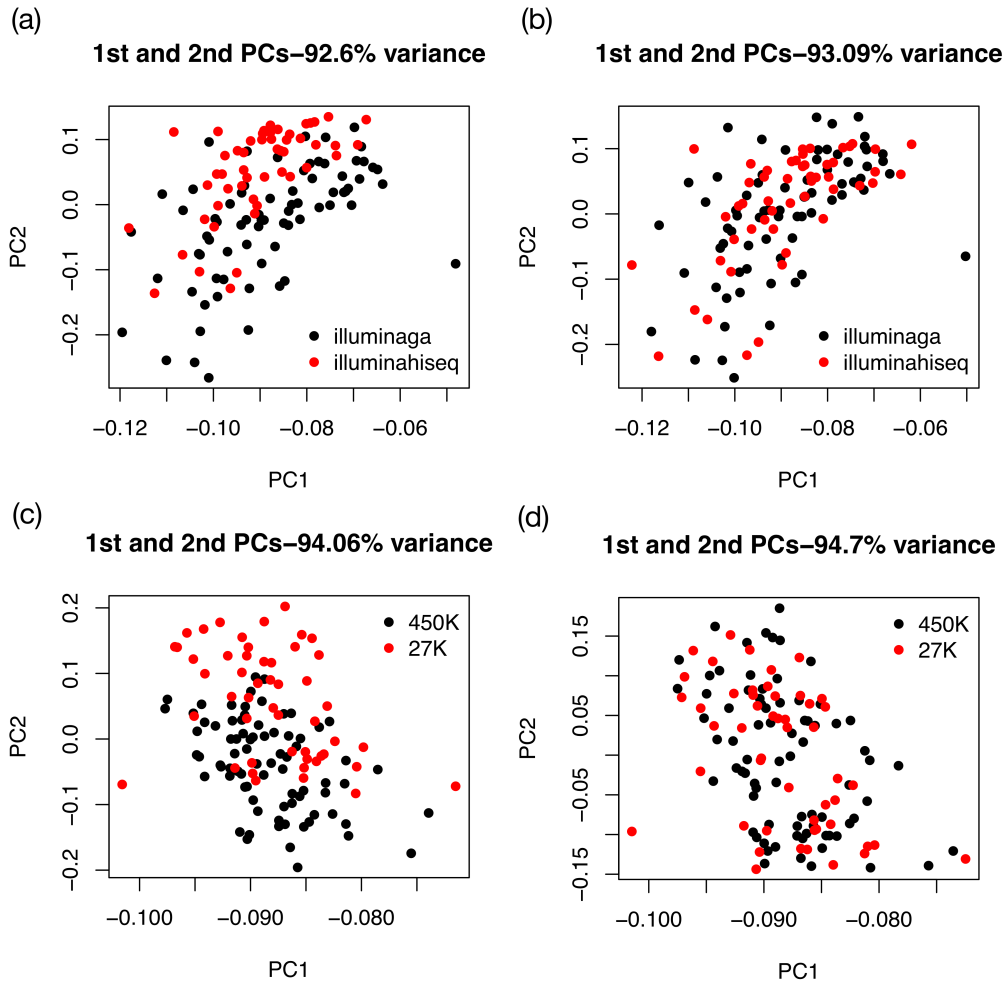 (a)
1st and 2nd PCs–92.6% variance
PC2
0.1
0.0
−0.1
−0.2
illuminaga
illuminahiseq
−0.12
−0.10
−0.08
−0.06
PC1
(b)
1st and 2nd PCs–93.09% variance
PC2
0.1
0.0
−0.2
illuminaga
illuminahiseq
−0.12
−0.10
−0.08
−0.06
PC1
(c)
1st and 2nd PCs–94.06% variance
PC2
0.2
0.1
0.0
−0.1
−0.2
450K
27K
−0.100
−0.090
−0.080
PC1
(d)
1st and 2nd PCs–94.7% variance
PC2
0.15
0.05
−0.05
−0.15
450K
27K
−0.100
−0.090
−0.080
PC1